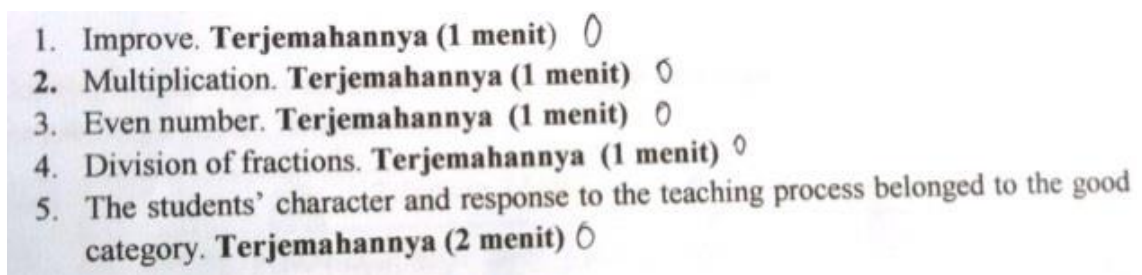 1. Improve. Terjemahannya (1 menit) 0
2. Multiplication. Terjemahannya (1 menit) 0
3. Even number. Terjemahannya (1 menit) 0
4. Division of fractions. Terjemahannya (1 menit) 0
5. The students' character and response to the teaching process belonged to the good
category. Terjemahannya (2 menit) 0